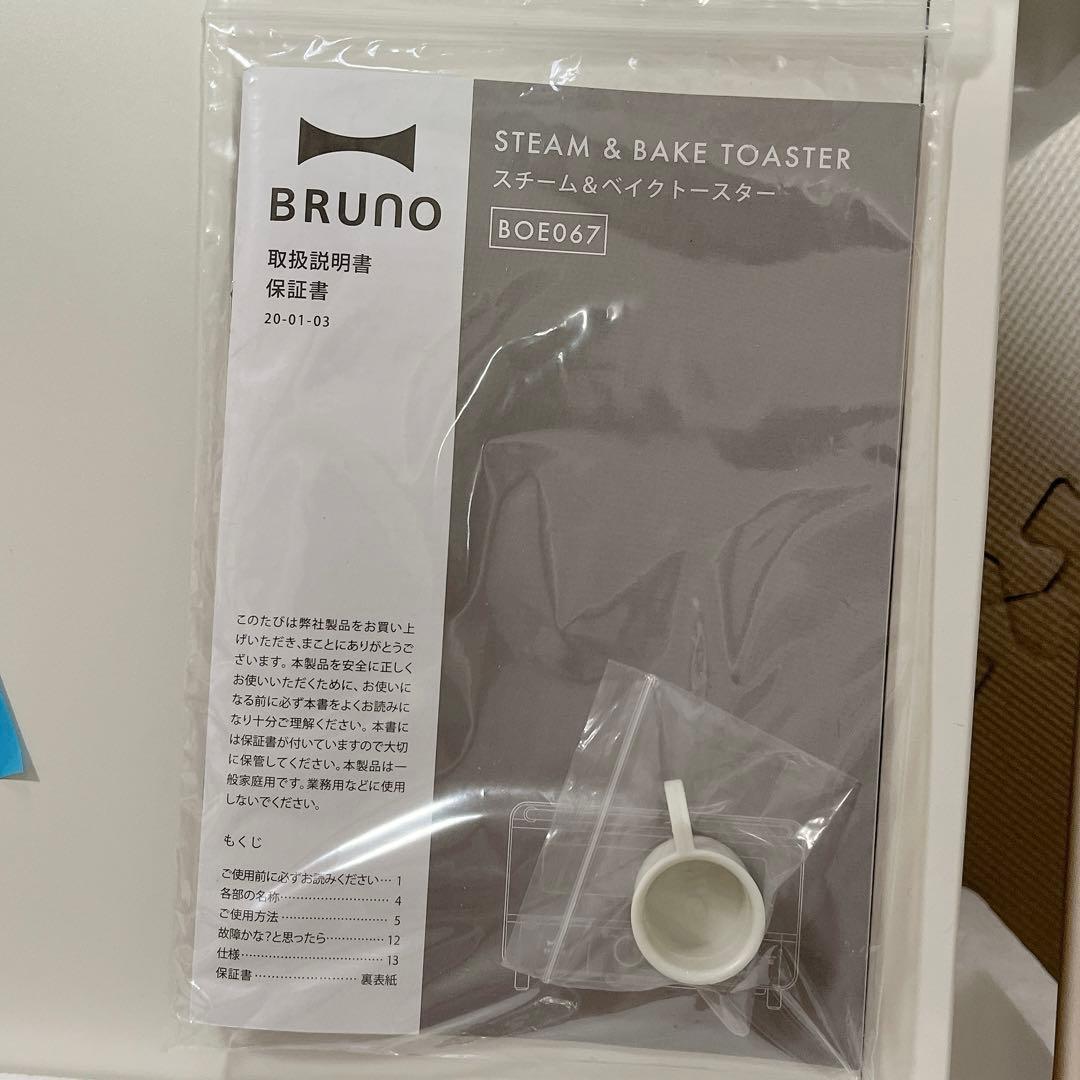 BRUNO
取扱説明書
保証書
20-01-03
STEAM & BAKE TOASTER
スチーム&ベイクトースター
BOE067
このたびは弊社製品をお買い上
げいただき、まことにありがとうご
ざいます。本製品を安全に正しく
お使いいただくために、お使いに
なる前に必ず本書をよくお読みに
なり十分ご理解ください。本書に
は保証書が付いていますので大切
に保管してください。本製品は一
般家庭用です。業務用などに使用
しないでください。
もくじ
ご使用前に必ずお読みください… 1
各部の名称………………………… 4
ご使用方法………………………… 5
故障かな?と思ったら…………… 12
仕様………………………………… 13
保証書……………………… 裏表紙